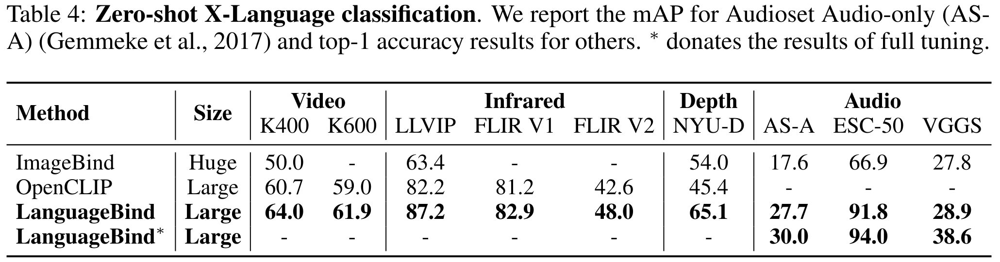 Table 4: Zero-shot X-Language classification. We report the mAP for Audioset Audio-only (AS-
A) (Gemmeke et al., 2017) and top-1 accuracy results for others. * donates the results of full tuning.
Method Size Video Infrared Depth Audio
K400 K600 LLVIP FLIR V1 FLIR V2 NYU-D AS-A ESC-50 VGGS
ImageBind Huge 50.0 - 63.4 - - 54.0 17.6 66.9 27.8
OpenCLIP Large 60.7 59.0 82.2 81.2 42.6 45.4 - - -
LanguageBind Large 64.0 61.9 87.2 82.9 48.0 65.1 27.7 91.8 28.9
LanguageBind* Large - - - - - - 30.0 94.0 38.6